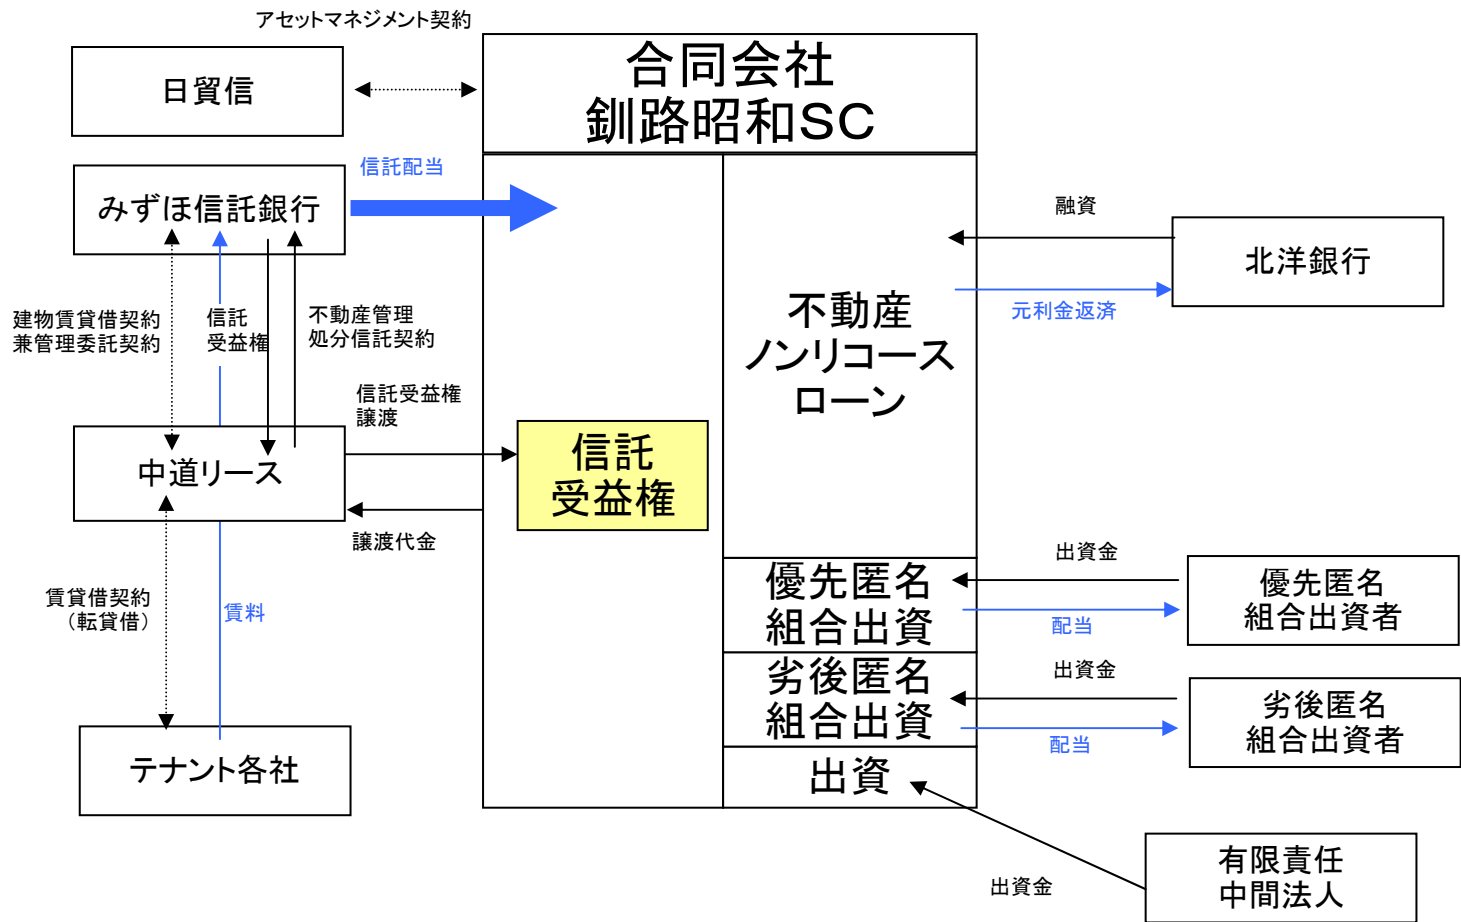 アセットマネジメント契約
日貿信
合同会社
釧路昭和SC
信託配当
みずほ信託銀行
融資
北洋銀行
元利金返済
不動産
ノンリコース
ローン
建物賃貸借契約
兼管理委託契約
信託
受益権
不動産管理
処分信託契約
信託受益権
譲渡
信託
受益権
中道リース
譲渡代金
賃貸借契約
（転貸借）
賃料
優先匿名
組合出資
出資金
配当
優先匿名
組合出資者
劣後匿名
組合出資
出資金
配当
劣後匿名
組合出資者
テナント各社
出資
出資金
有限責任
中間法人